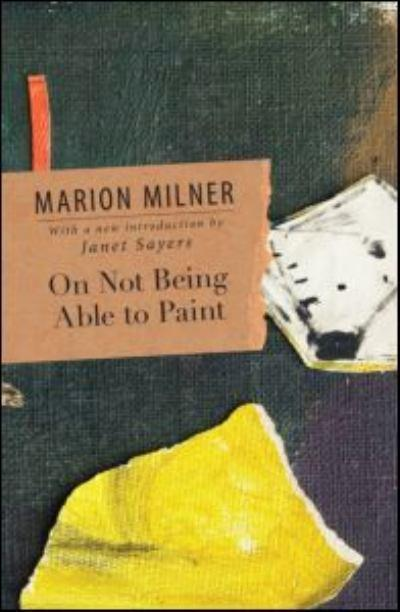 MARION MILNER
With a new introduction by
Janet Sayers
On Not Being
Able to Paint